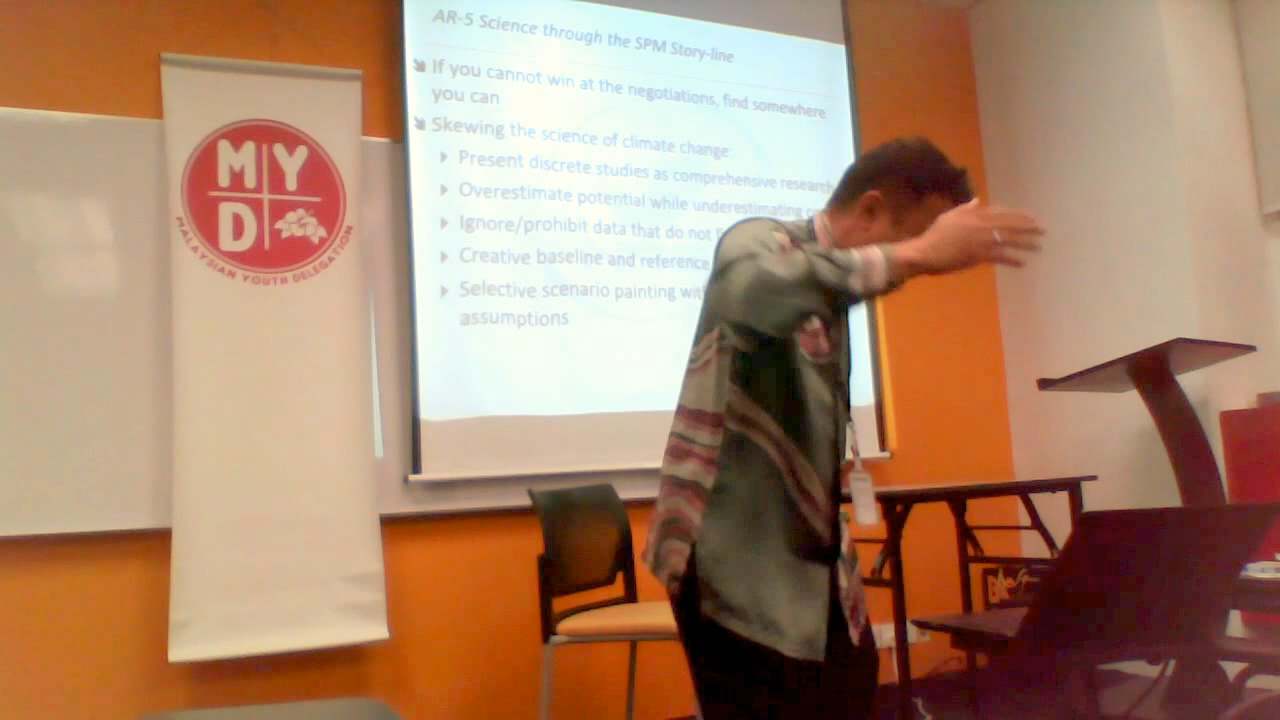 AR-5 Science through the SPM Story-line
If you cannot win at the negotiations, find somewhere
you can
Skewing the science of climate change:
Present discrete studies as comprehensive research
Overestimate potential while underestimating
Ignore/prohibit data that do not
Creative baseline and reference
Selective scenario painting with
assumptions
MY
D
MALAYSIAN YOUTH DELEGATION